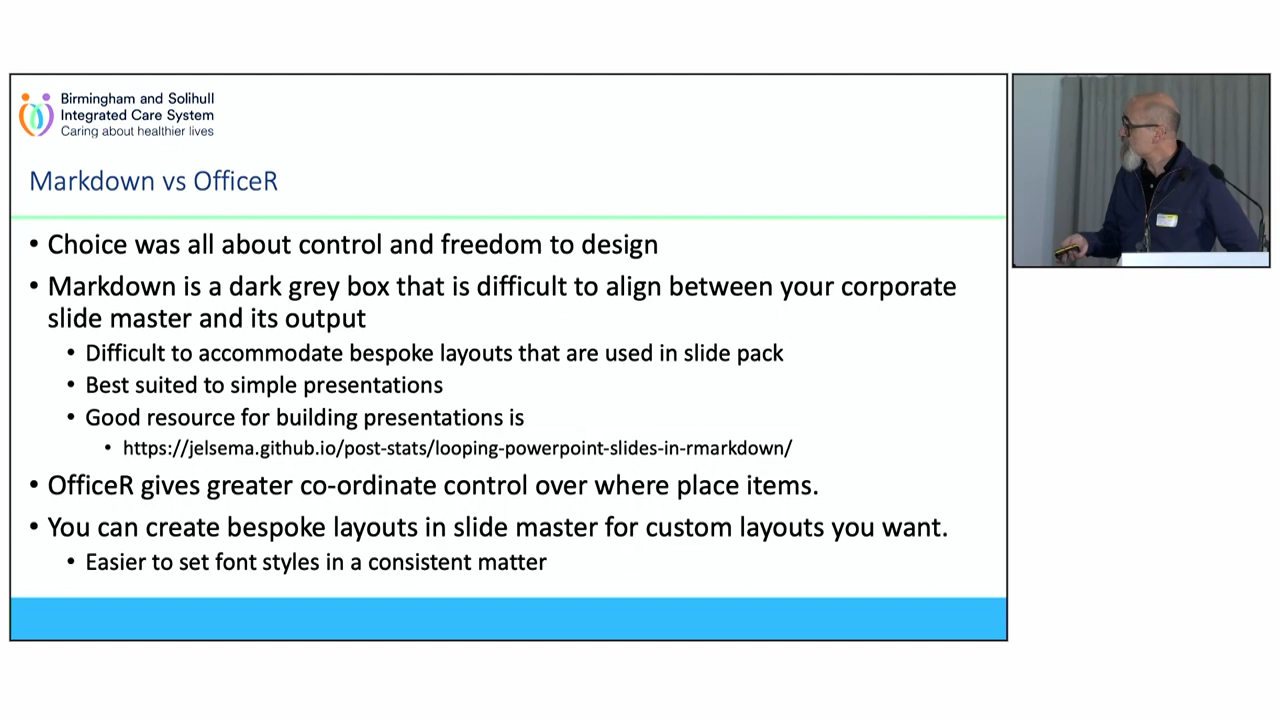 Birmingham and Solihull
Integrated Care System
Caring about healthier lives
Markdown vs OfficeR
• Choice was all about control and freedom to design
• Markdown is a dark grey box that is difficult to align between your corporate
slide master and its output
• Difficult to accommodate bespoke layouts that are used in slide pack
• Best suited to simple presentations
• Good resource for building presentations is
• https://jelsema.github.io/post-stats/looping-powerpoint-slides-in-rmarkdown/
• OfficeR gives greater co-ordinate control over where place items.
• You can create bespoke layouts in slide master for custom layouts you want.
• Easier to set font styles in a consistent matter